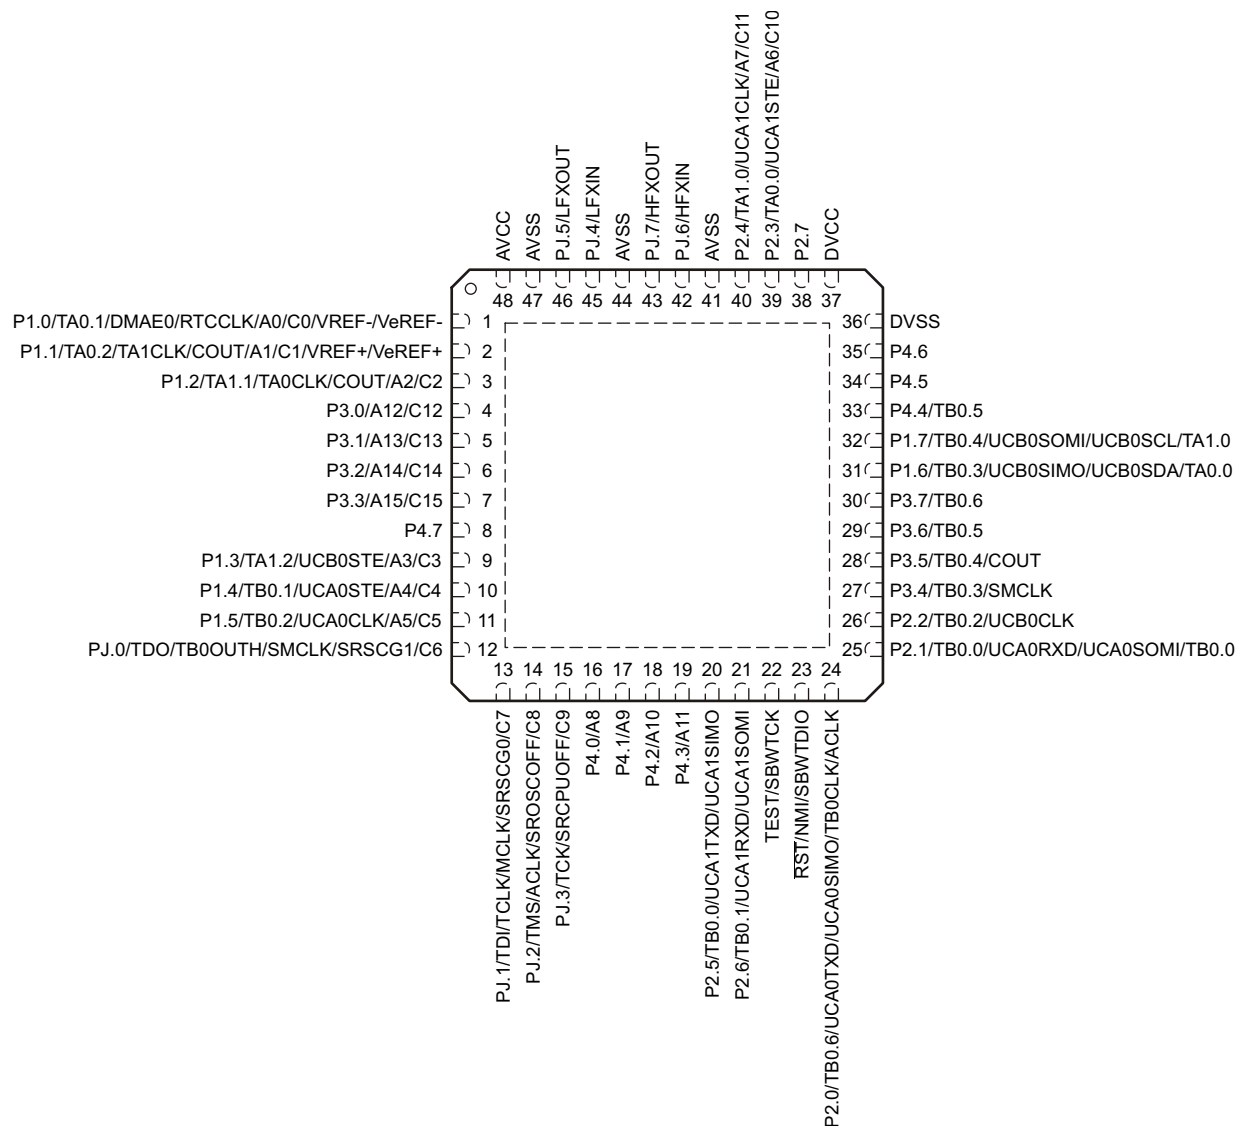 P2.4/TA1.0/UCA1CLK/A7/C11
P2.3/TA0.0/UCA1STE/A6/C10
AVCC
AVSS
PJ.5/LFXOUT
PJ.4/LFXIN
AVSS
PJ.7/HFXOUT
PJ.6/HFXIN
AVSS
P2.7
DVCC
48 47 46 45 44 43 42 41 40 39 38 37
P1.0/TA0.1/DMAE0/RTCCLK/A0/C0/VREF-/VeREF- 1
P1.1/TA0.2/TA1CLK/COUT/A1/C1/VREF+/VeREF+ 2
P1.2/TA1.1/TA0CLK/COUT/A2/C2 3
P3.0/A12/C12 4
P3.1/A13/C13 5
P3.2/A14/C14 6
P3.3/A15/C15 7
P4.7 8
P1.3/TA1.2/UCB0STE/A3/C3 9
P1.4/TB0.1/UCA0STE/A4/C4 10
P1.5/TB0.2/UCA0CLK/A5/C5 11
PJ.0/TDO/TB0OUTH/SMCLK/SRSCG1/C6 12
36 DVSS
35 P4.6
34 P4.5
33 P4.4/TB0.5
32 P1.7/TB0.4/UCB0SOMI/UCB0SCL/TA1.0
31 P1.6/TB0.3/UCB0SIMO/UCB0SDA/TA0.0
30 P3.7/TB0.6
29 P3.6/TB0.5
28 P3.5/TB0.4/COUT
27 P3.4/TB0.3/SMCLK
26 P2.2/TB0.2/UCB0CLK
25 P2.1/TB0.0/UCA0RXD/UCA0SOMI/TB0.0
13 14 15 16 17 18 19 20 21 22 23 24
PJ.1/TDI/TCLK/MCLK/SRSCG0/C7
PJ.2/TMS/ACLK/SROSCOFF/C8
PJ.3/TCK/SRCPUOFF/C9
P4.0/A8
P4.1/A9
P4.2/A10
P4.3/A11
P2.5/TB0.0/UCA1TXD/UCA1SIMO
P2.6/TB0.1/UCA1RXD/UCA1SOMI
TEST/SBWTCK
RST/NMI/SBWTDIO
P2.0/TB0.6/UCA0TXD/UCA0SIMO/TB0CLK/ACLK